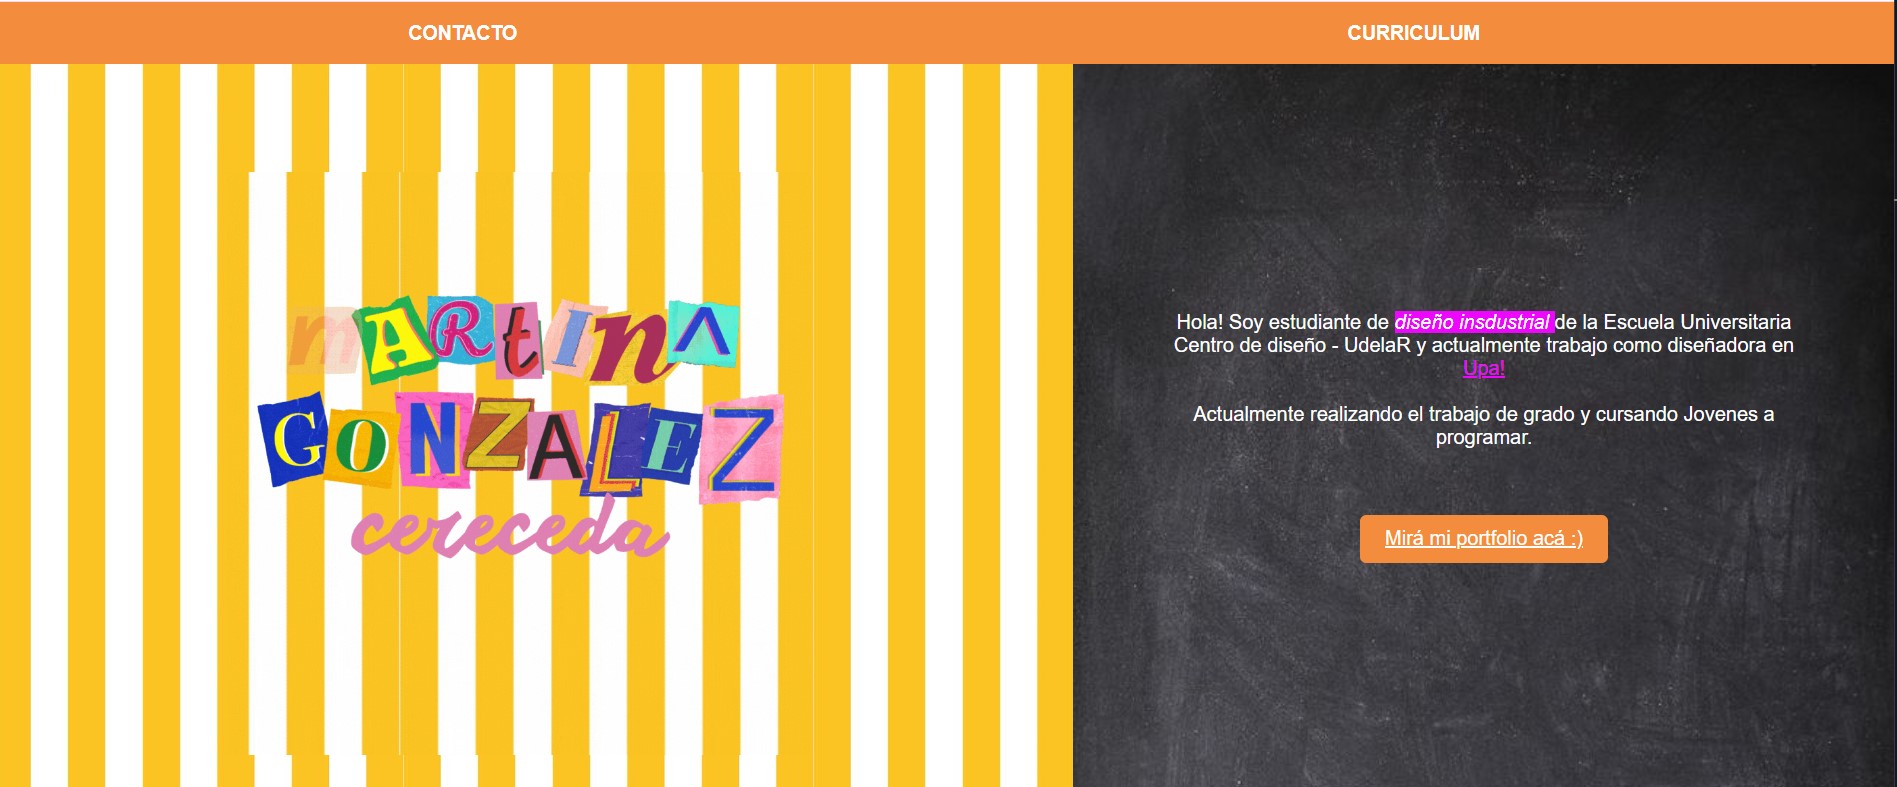 CONTACTO
CURRICULUM
mARtinΛ
GONZALEZ
cereceda
Hola! Soy estudiante de diseño insdustrial de la Escuela Universitaria
Centro de diseño - UdelaR y actualmente trabajo como diseñadora en
Upa!
Actualmente realizando el trabajo de grado y cursando Jovenes a
programar.
Mirá mi portfolio acá :)